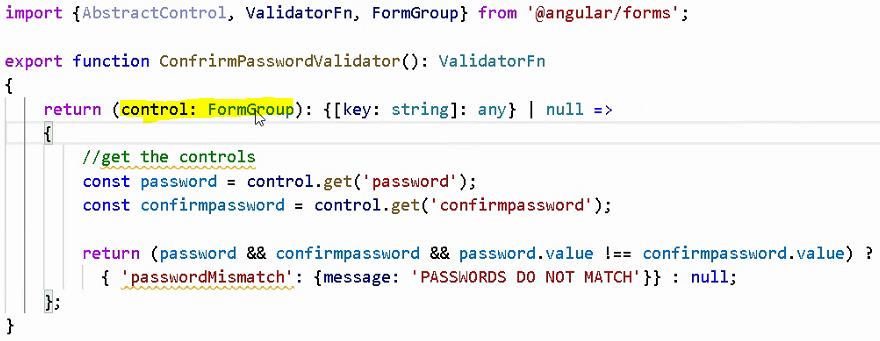 import {AbstractControl, ValidatorFn, FormGroup} from '@angular/forms';
export function ConfrirmPasswordValidator(): ValidatorFn
{
return (control: FormGroup): {[key: string]: any} | null =>
{
//get the controls
const password = control.get('password');
const confirmpassword = control.get('confirmpassword');
return (password && confirmpassword && password.value !== confirmpassword.value) ?
{ 'passwordMismatch': {message: 'PASSWORDS DO NOT MATCH'}} : null;
};
}